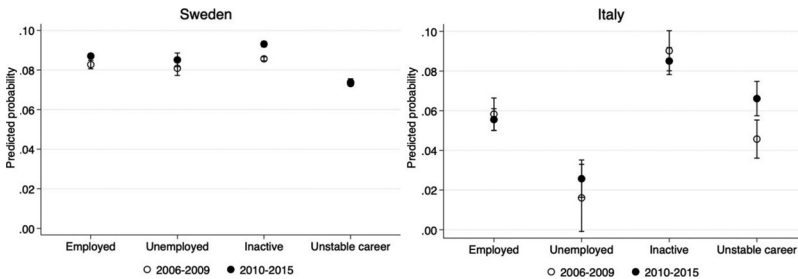 Sweden
Predicted probability
.10
.08
.06
.04
.02
.00
Employed Unemployed Inactive Unstable career
2006-2009 2010-2015
Italy
Predicted probability
.10
.08
.06
.04
.02
.00
Employed Unemployed Inactive Unstable career
2006-2009 2010-2015